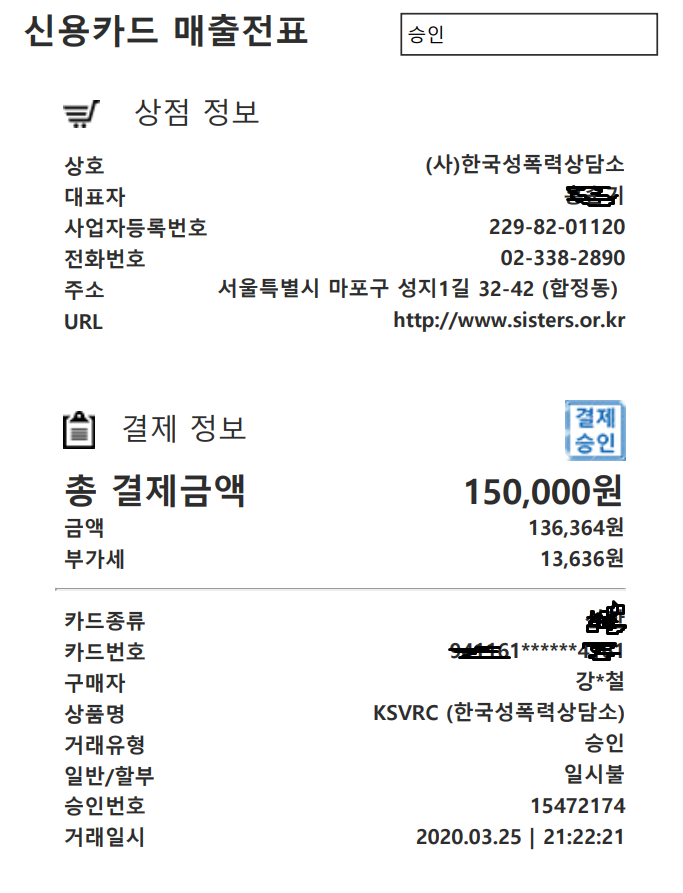 신용카드 매출전표
승인
상점 정보
상호 (사)한국성폭력상담소
대표자
사업자등록번호 229-82-01120
전화번호 02-338-2890
주소 서울특별시 마포구 성지1길 32-42 (합정동)
URL http://www.sisters.or.kr
결제 정보
결제
승인
총 결제금액 150,000원
금액 136,364원
부가세 13,636원
카드종류
카드번호
구매자 강*철
상품명 KSVRC (한국성폭력상담소)
거래유형 승인
일반/할부 일시불
승인번호 15472174
거래일시 2020.03.25 | 21:22:21